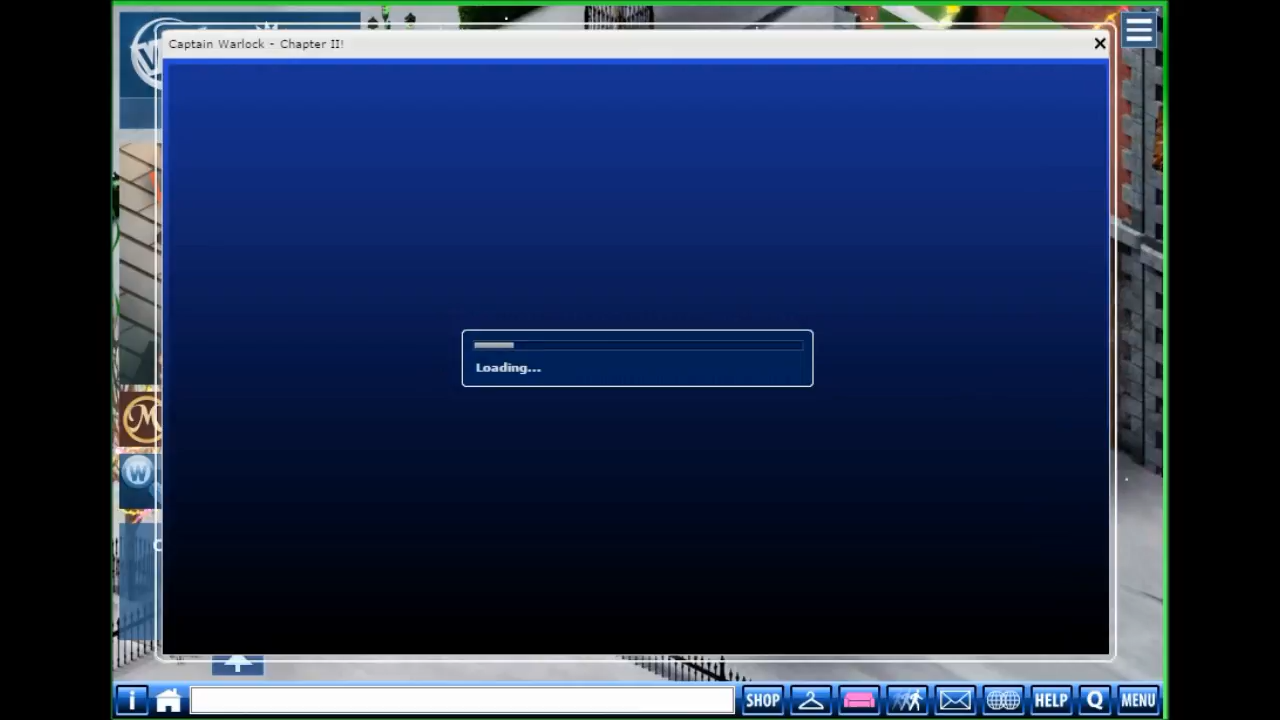 Captain Warlock - Chapter II!
Loading...
M
W
i
SHOP
HELP
Q
MENU